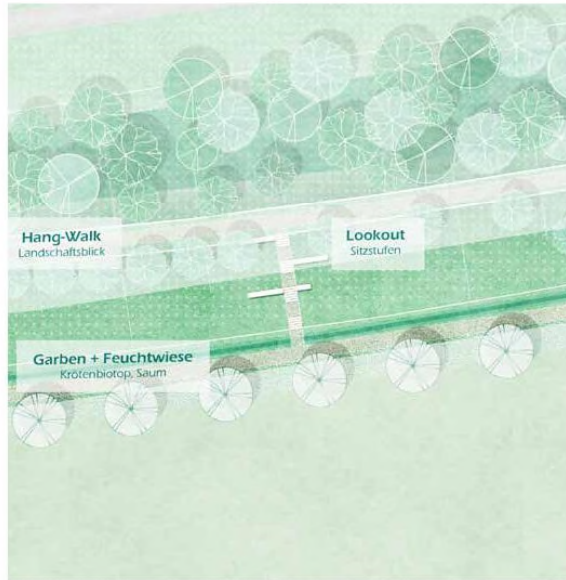 Hang-Walk
Landschaftsblick
Lookout
Sitzstufen
Garben + Feuchtwiese
Krötenbiotop, Saum